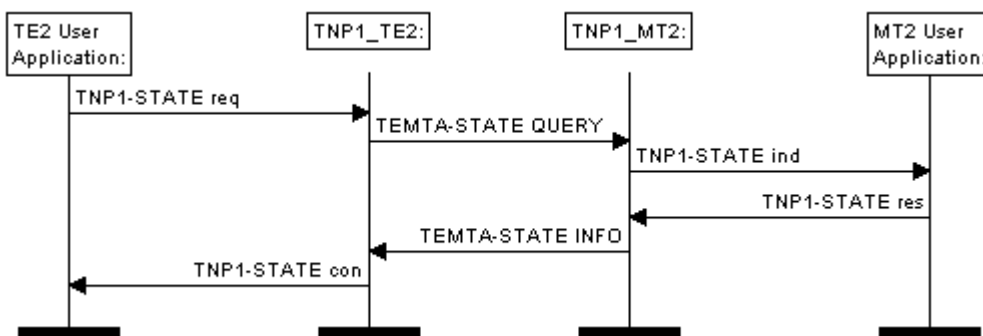 TE2 User
Application:
TNP1_TE2:
TNP1_MT2:
MT2 User
Application:
TNP1-STATE req
TEMTA-STATE QUERY
TNP1-STATE ind
TNP1-STATE res
TEMTA-STATE INFO
TNP1-STATE con